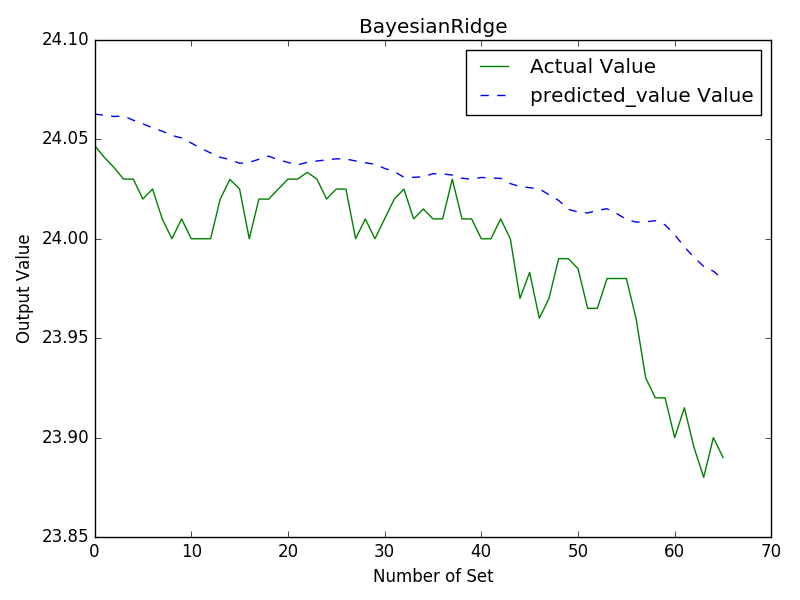 BayesianRidge
24.10
24.05
24.00
23.95
23.90
23.85
Output Value
Actual Value
predicted_value Value
0 10 20 30 40 50 60 70
Number of Set